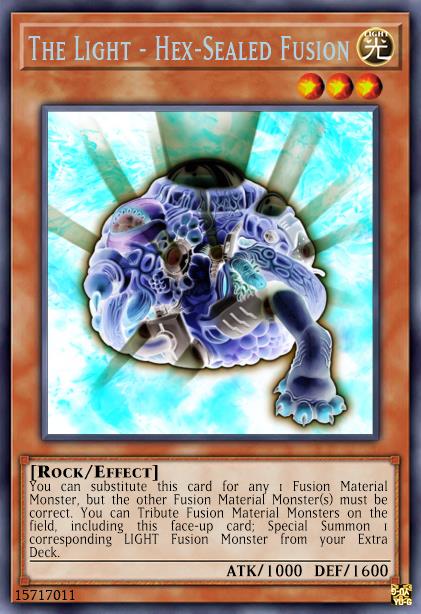 The Light - Hex-Sealed Fusion
LIGHT
光
[Rock/Effect]
You can substitute this card for any 1 Fusion Material
Monster, but the other Fusion Material Monster(s) must be
correct. You can Tribute Fusion Material Monsters on the
field, including this face-up card; Special Summon 1
corresponding LIGHT Fusion Monster from your Extra
Deck.
ATK/1000 DEF/1600
15717011